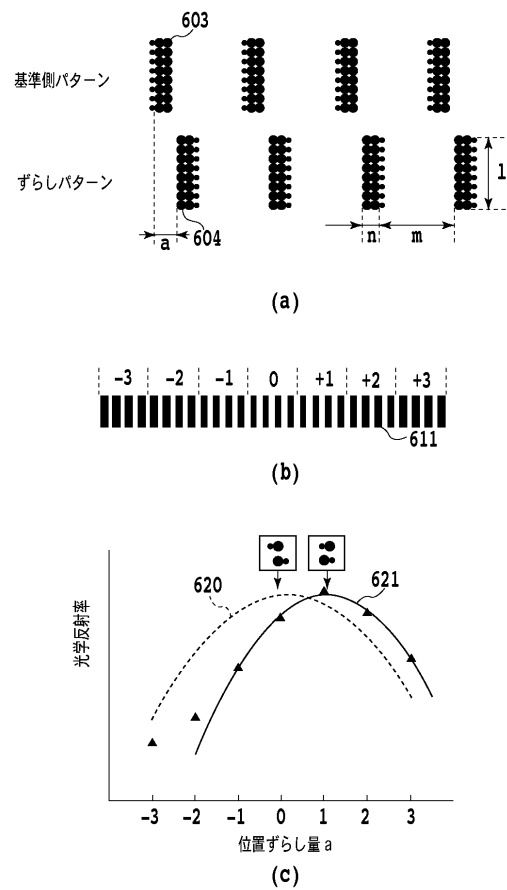 603
基準側パターン
ずらしパターン
l
604
a
n
m
(a)
-3 -2 -1 0 +1 +2 +3
611
(b)
620
621
光学反射率
-3 -2 -1 0 1 2 3
位置ずらし量 a
(c)